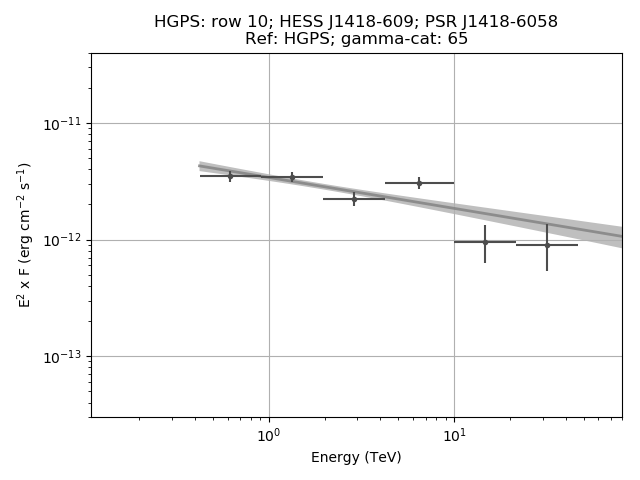 HGPS: row 10; HESS J1418-609; PSR J1418-6058
Ref: HGPS; gamma-cat: 65
E² x F (erg cm⁻² s⁻¹)
10⁻¹¹
10⁻¹²
10⁻¹³
10⁰ 10¹
Energy (TeV)